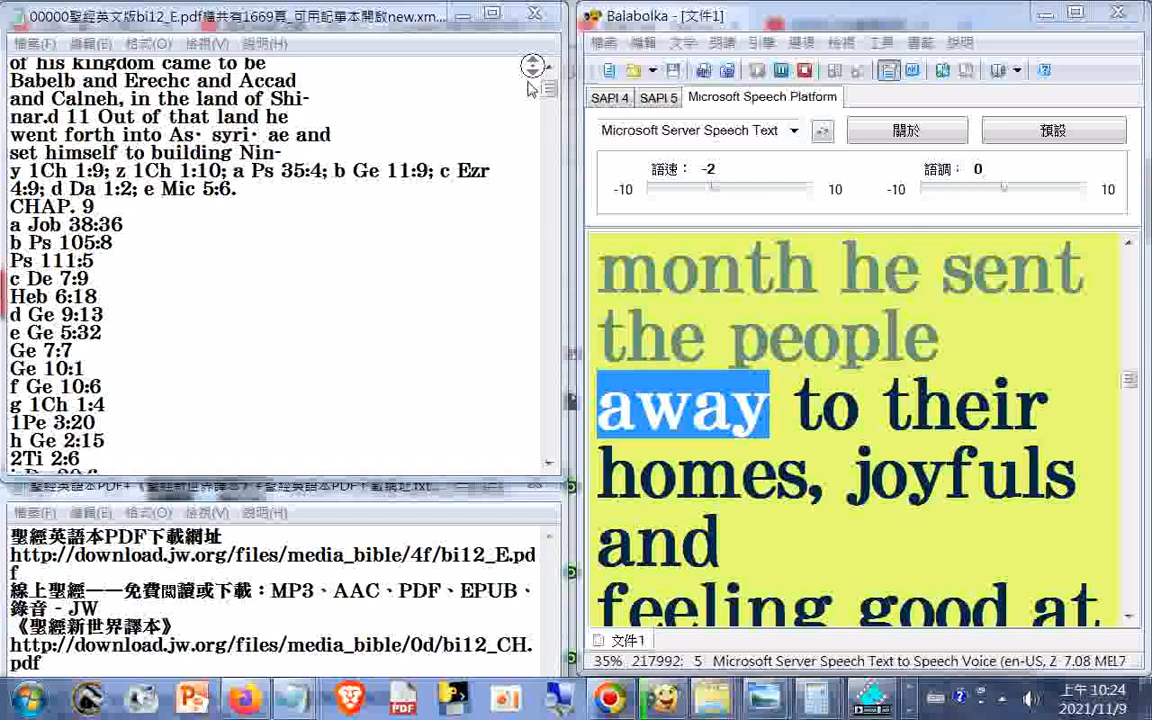 00000聖經英文版bi12_E.pdf檔共有1669頁_可用記事本開啟new.xm...
檔案(F) 編輯(E) 格式(O) 檢視(V) 說明(H)
of his kingdom came to be
Babelb and Erechc and Accad
and Calneh, in the land of Shi-
nar.d 11 Out of that land he
went forth into As· syri· ae and
set himself to building Nin-
y 1Ch 1:9; z 1Ch 1:10; a Ps 35:4; b Ge 11:9; c Ezr
4:9; d Da 1:2; e Mic 5:6.
CHAP. 9
a Job 38:36
b Ps 105:8
Ps 111:5
c De 7:9
Heb 6:18
d Ge 9:13
e Ge 5:32
Ge 7:7
Ge 10:1
f Ge 10:6
g 1Ch 1:4
1Pe 3:20
h Ge 2:15
2Ti 2:6
檔案(F) 編輯(E) 格式(O) 檢視(V) 說明(H)
聖經英語本PDF下載網址
http://download.jw.org/files/media_bible/4f/bi12_E.pd
f
線上聖經——免費閱讀或下載：MP3、AAC、PDF、EPUB、
錄音 - JW
《聖經新世界譯本》
http://download.jw.org/files/media_bible/0d/bi12_CH.
pdf
Balabolka - [文件1]
檔案 編輯 文字 朗讀 引擎 選項 檢視 工具 書籤 說明
SAPI 4 SAPI 5 Microsoft Speech Platform
Microsoft Server Speech Text 關於 預設
語速： -2 語調： 0
-10 10 -10 10
month he sent
the people
away to their
homes, joyfuls
and
feeling good at
文件1
35% 217992: 5 Microsoft Server Speech Text to Speech Voice (en-US, Z 7.08 MEL7
PDF
上午 10:24
2021/11/9